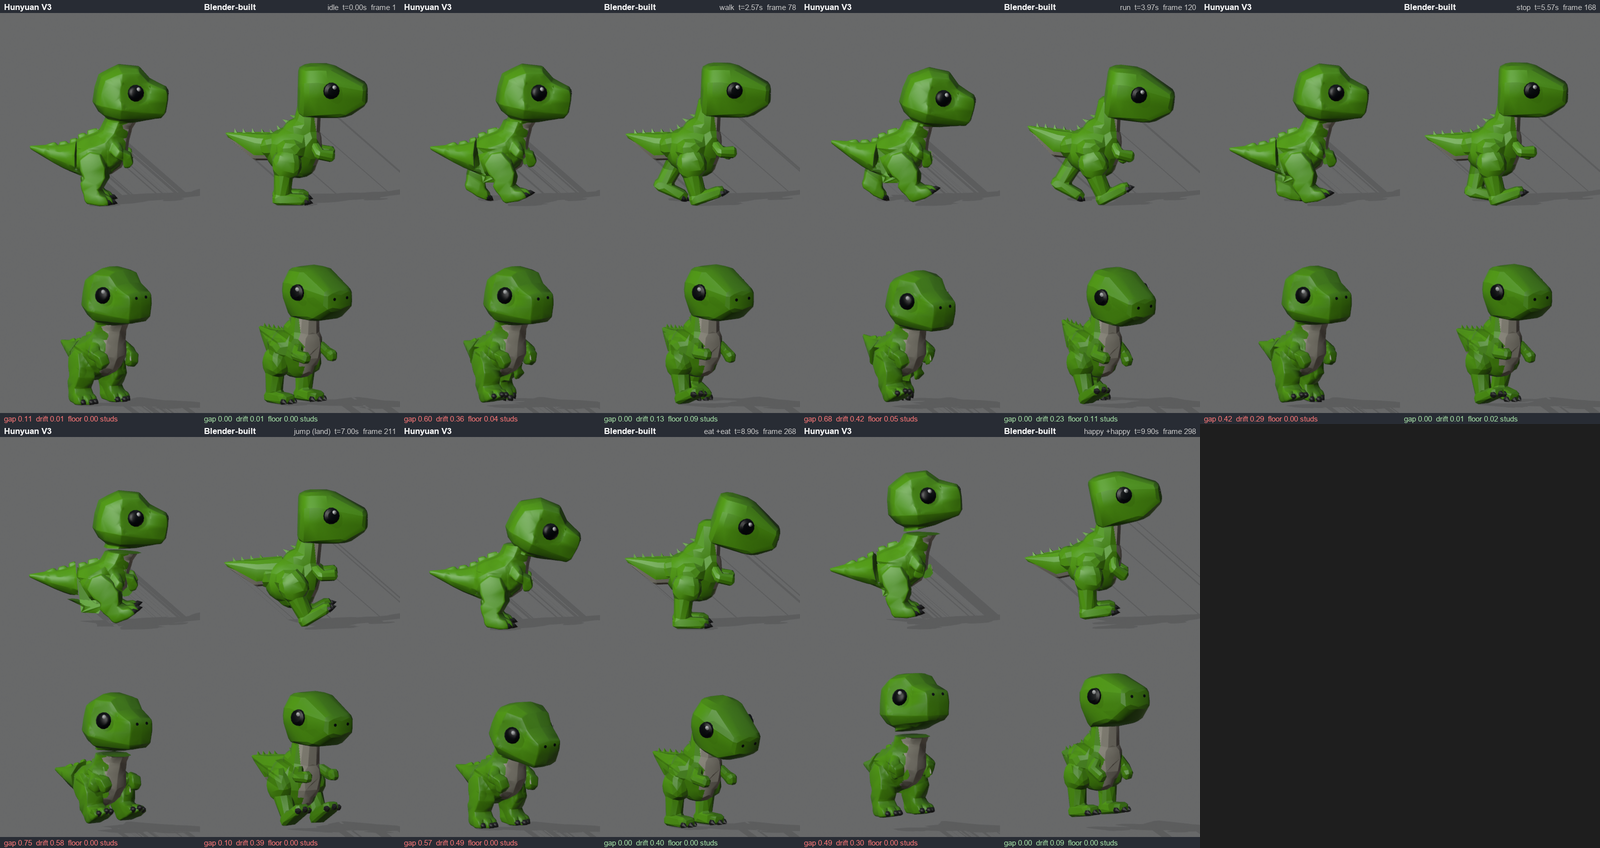 Hunyuan V3 Blender-built idle t=0.00s frame 1 Hunyuan V3 Blender-built walk t=2.57s frame 78 Hunyuan V3 Blender-built run t=3.97s frame 120 Hunyuan V3 Blender-built stop t=5.57s frame 168
gap 0.11 drift 0.01 floor 0.00 studs gap 0.00 drift 0.01 floor 0.00 studs gap 0.60 drift 0.36 floor 0.04 studs gap 0.00 drift 0.13 floor 0.09 studs gap 0.68 drift 0.42 floor 0.05 studs gap 0.00 drift 0.23 floor 0.11 studs gap 0.42 drift 0.29 floor 0.00 studs gap 0.00 drift 0.01 floor 0.02 studs
Hunyuan V3 Blender-built jump (land) t=7.00s frame 211 Hunyuan V3 Blender-built eat +eat t=8.90s frame 268 Hunyuan V3 Blender-built happy +happy t=9.90s frame 298
gap 0.75 drift 0.58 floor 0.00 studs gap 0.10 drift 0.39 floor 0.00 studs gap 0.57 drift 0.49 floor 0.00 studs gap 0.00 drift 0.40 floor 0.00 studs gap 0.49 drift 0.30 floor 0.00 studs gap 0.00 drift 0.09 floor 0.00 studs